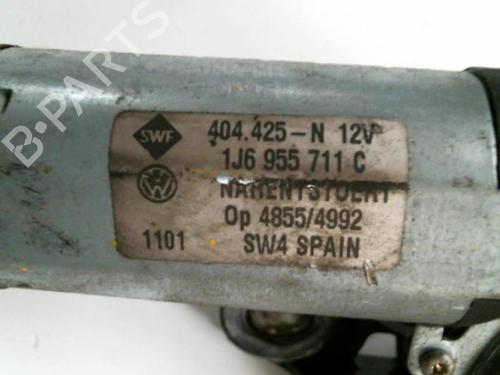 B-PARTS
SWF
404.425-N 12V
1J6 955 711 C
NAHENTSTOERT
Op 4855/4992
1101 SW4 SPAIN